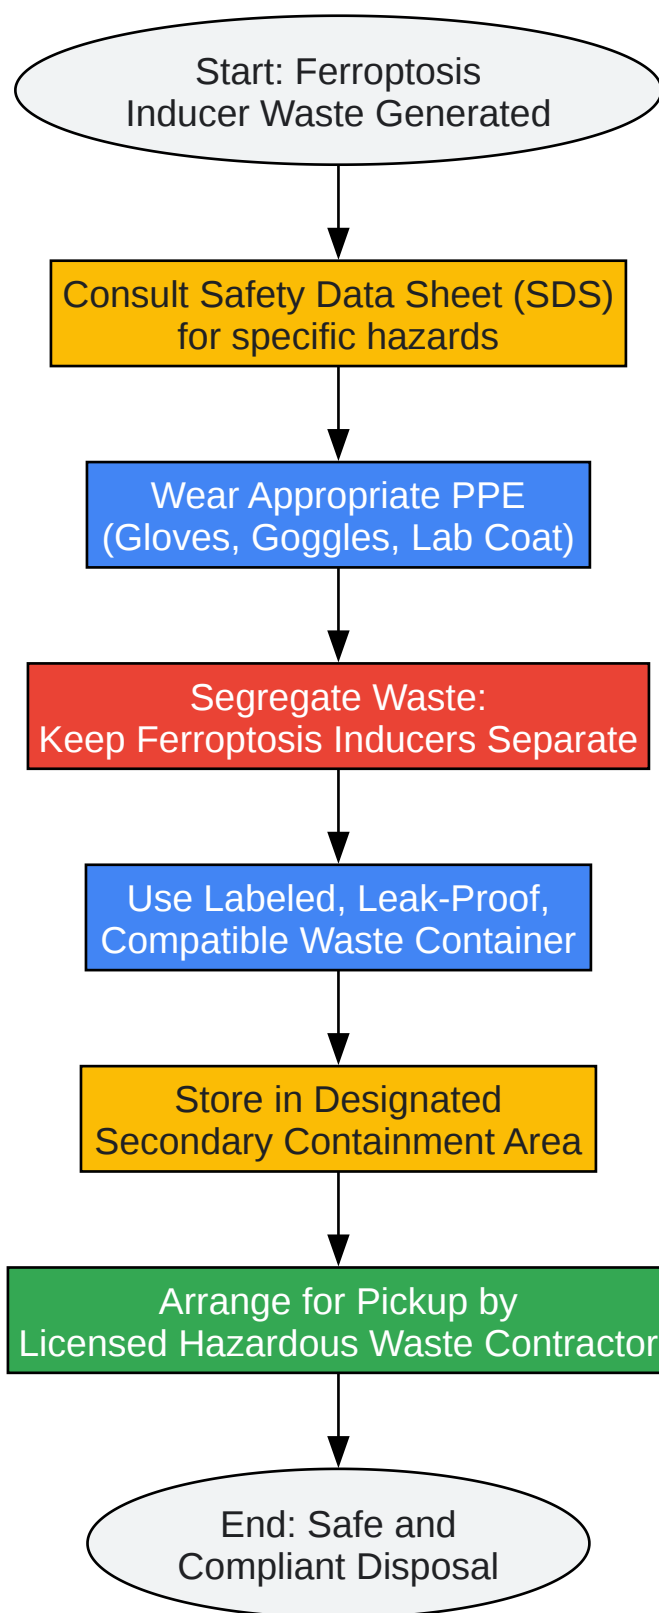 Start: Ferroptosis
Inducer Waste Generated
Consult Safety Data Sheet (SDS)
for specific hazards
Wear Appropriate PPE
(Gloves, Goggles, Lab Coat)
Segregate Waste:
Keep Ferroptosis Inducers Separate
Use Labeled, Leak-Proof,
Compatible Waste Container
Store in Designated
Secondary Containment Area
Arrange for Pickup by
Licensed Hazardous Waste Contractor
End: Safe and
Compliant Disposal